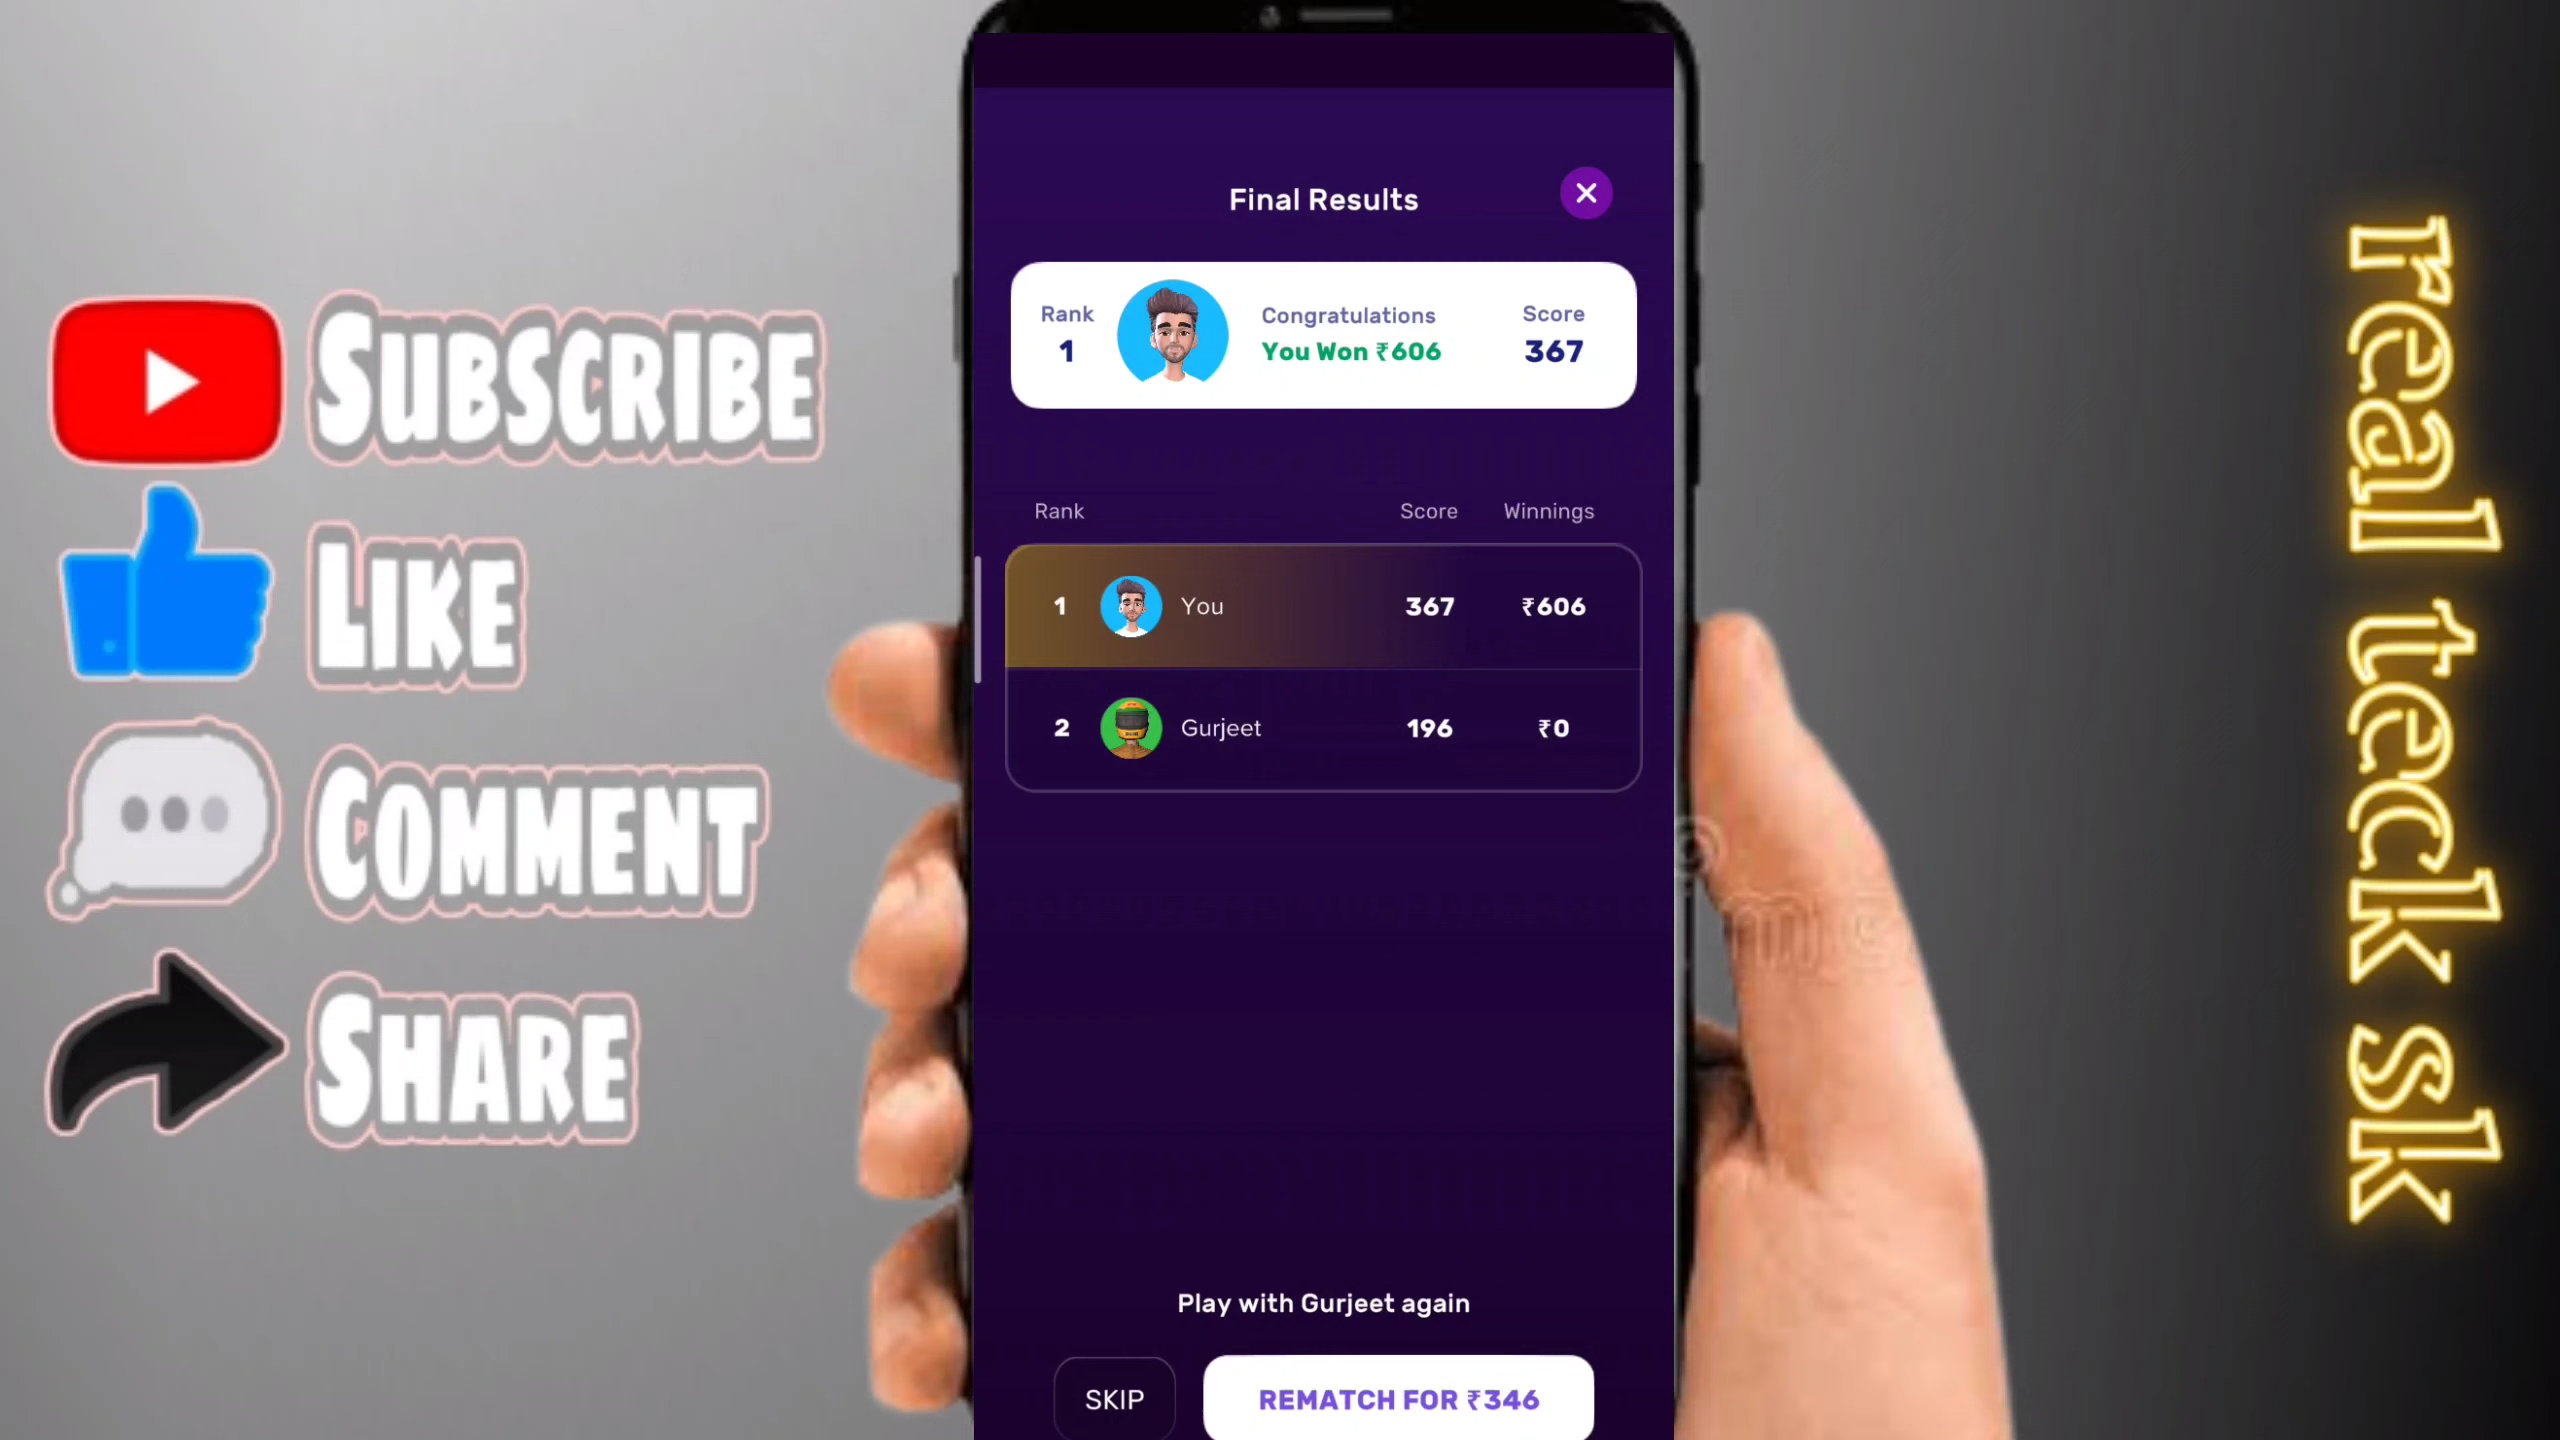 SUBSCRIBE
LIKE
COMMENT
SHARE
Final Results
Rank
1
Congratulations
You Won ₹606
Score
367
Rank Score Winnings
1 You 367 ₹606
2 Gurjeet 196 ₹0
Play with Gurjeet again
SKIP
REMATCH FOR ₹346
real teck sk